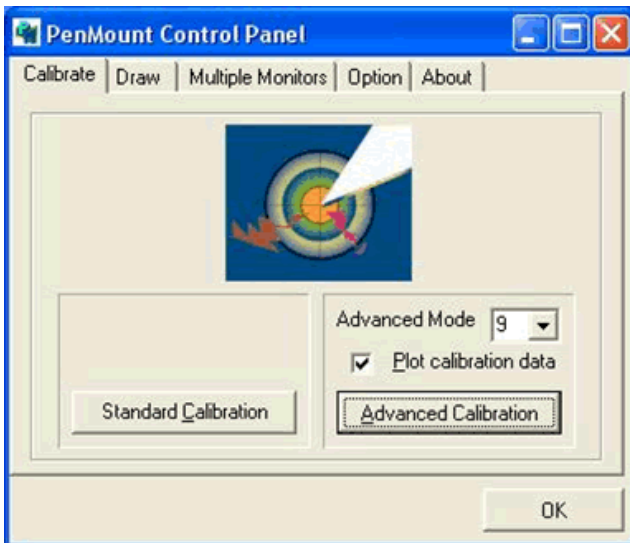 PenMount Control Panel
Calibrate Draw Multiple Monitors Option About
Advanced Mode 9
Plot calibration data
Standard Calibration Advanced Calibration
OK